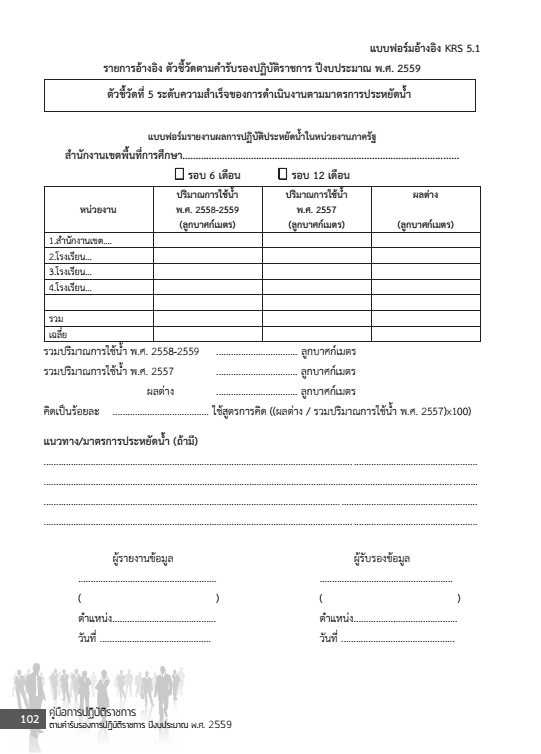 แบบฟอร์มอ้างอิง KRS 5.1
รายการอ้างอิง ตัวชี้วัดตามคำรับรองปฏิบัติราชการ ปีงบประมาณ พ.ศ. 2559
ตัวชี้วัดที่ 5 ระดับความสำเร็จของการดำเนินงานตามมาตรการประหยัดน้ำ
แบบฟอร์มรายงานผลการปฏิบัติประหยัดน้ำในหน่วยงานภาครัฐ
สำนักงานเขตพื้นที่การศึกษา....................................................................................................
รอบ 6 เดือน รอบ 12 เดือน
หน่วยงาน
ปริมาณการใช้น้ำ
พ.ศ. 2558-2559
(ลูกบาศก์เมตร)
ปริมาณการใช้น้ำ
พ.ศ. 2557
(ลูกบาศก์เมตร)
ผลต่าง
(ลูกบาศก์เมตร)
1.สำนักงานเขต....
2.โรงเรียน...
3.โรงเรียน...
4.โรงเรียน...
รวม
เฉลี่ย
รวมปริมาณการใช้น้ำ พ.ศ. 2558-2559 ................................. ลูกบาศก์เมตร
รวมปริมาณการใช้น้ำ พ.ศ. 2557 ................................. ลูกบาศก์เมตร
ผลต่าง ................................. ลูกบาศก์เมตร
คิดเป็นร้อยละ ....................................... ใช้สูตรการคิด ((ผลต่าง / รวมปริมาณการใช้น้ำ พ.ศ. 2557)x100)
แนวทาง/มาตรการประหยัดน้ำ (ถ้ามี)
ผู้รายงานข้อมูล ผู้รับรองข้อมูล
....................................................... .....................................................
( ) ( )
ตำแหน่ง.......................................... ตำแหน่ง..........................................
วันที่ ............................................. วันที่ ..............................................
102 คู่มือการปฏิบัติราชการ
ตามคำรับรองการปฏิบัติราชการ ปีงบประมาณ พ.ศ. 2559